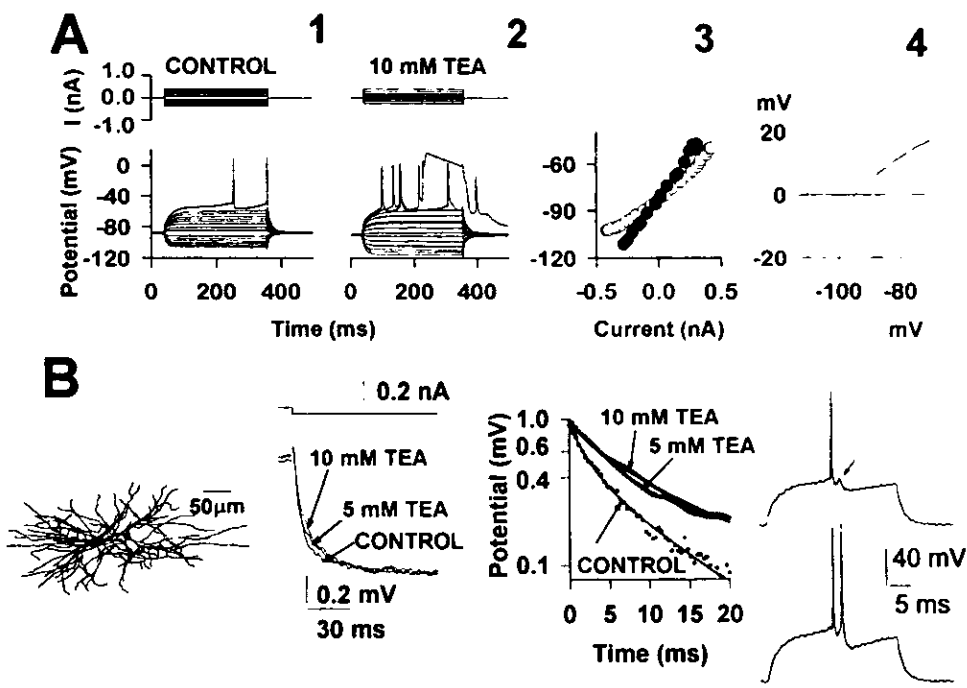 A
1
2
3
4
CONTROL
10 mM TEA
I (nA)
1.0
0.0
-1.0
Potential (mV)
0
-40
-80
-120
0 200 400
0 200 400
Time (ms)
-60
-90
-120
-0.5 0.0 0.5
Current (nA)
mV
20
0
-20
-100 -80
mV
B
50µm
0.2 nA
10 mM TEA
5 mM TEA
CONTROL
0.2 mV
30 ms
Potential (mV)
1.0
0.6
0.4
0.1
10 mM TEA
5 mM TEA
CONTROL
0 5 10 15 20
Time (ms)
40 mV
5 ms